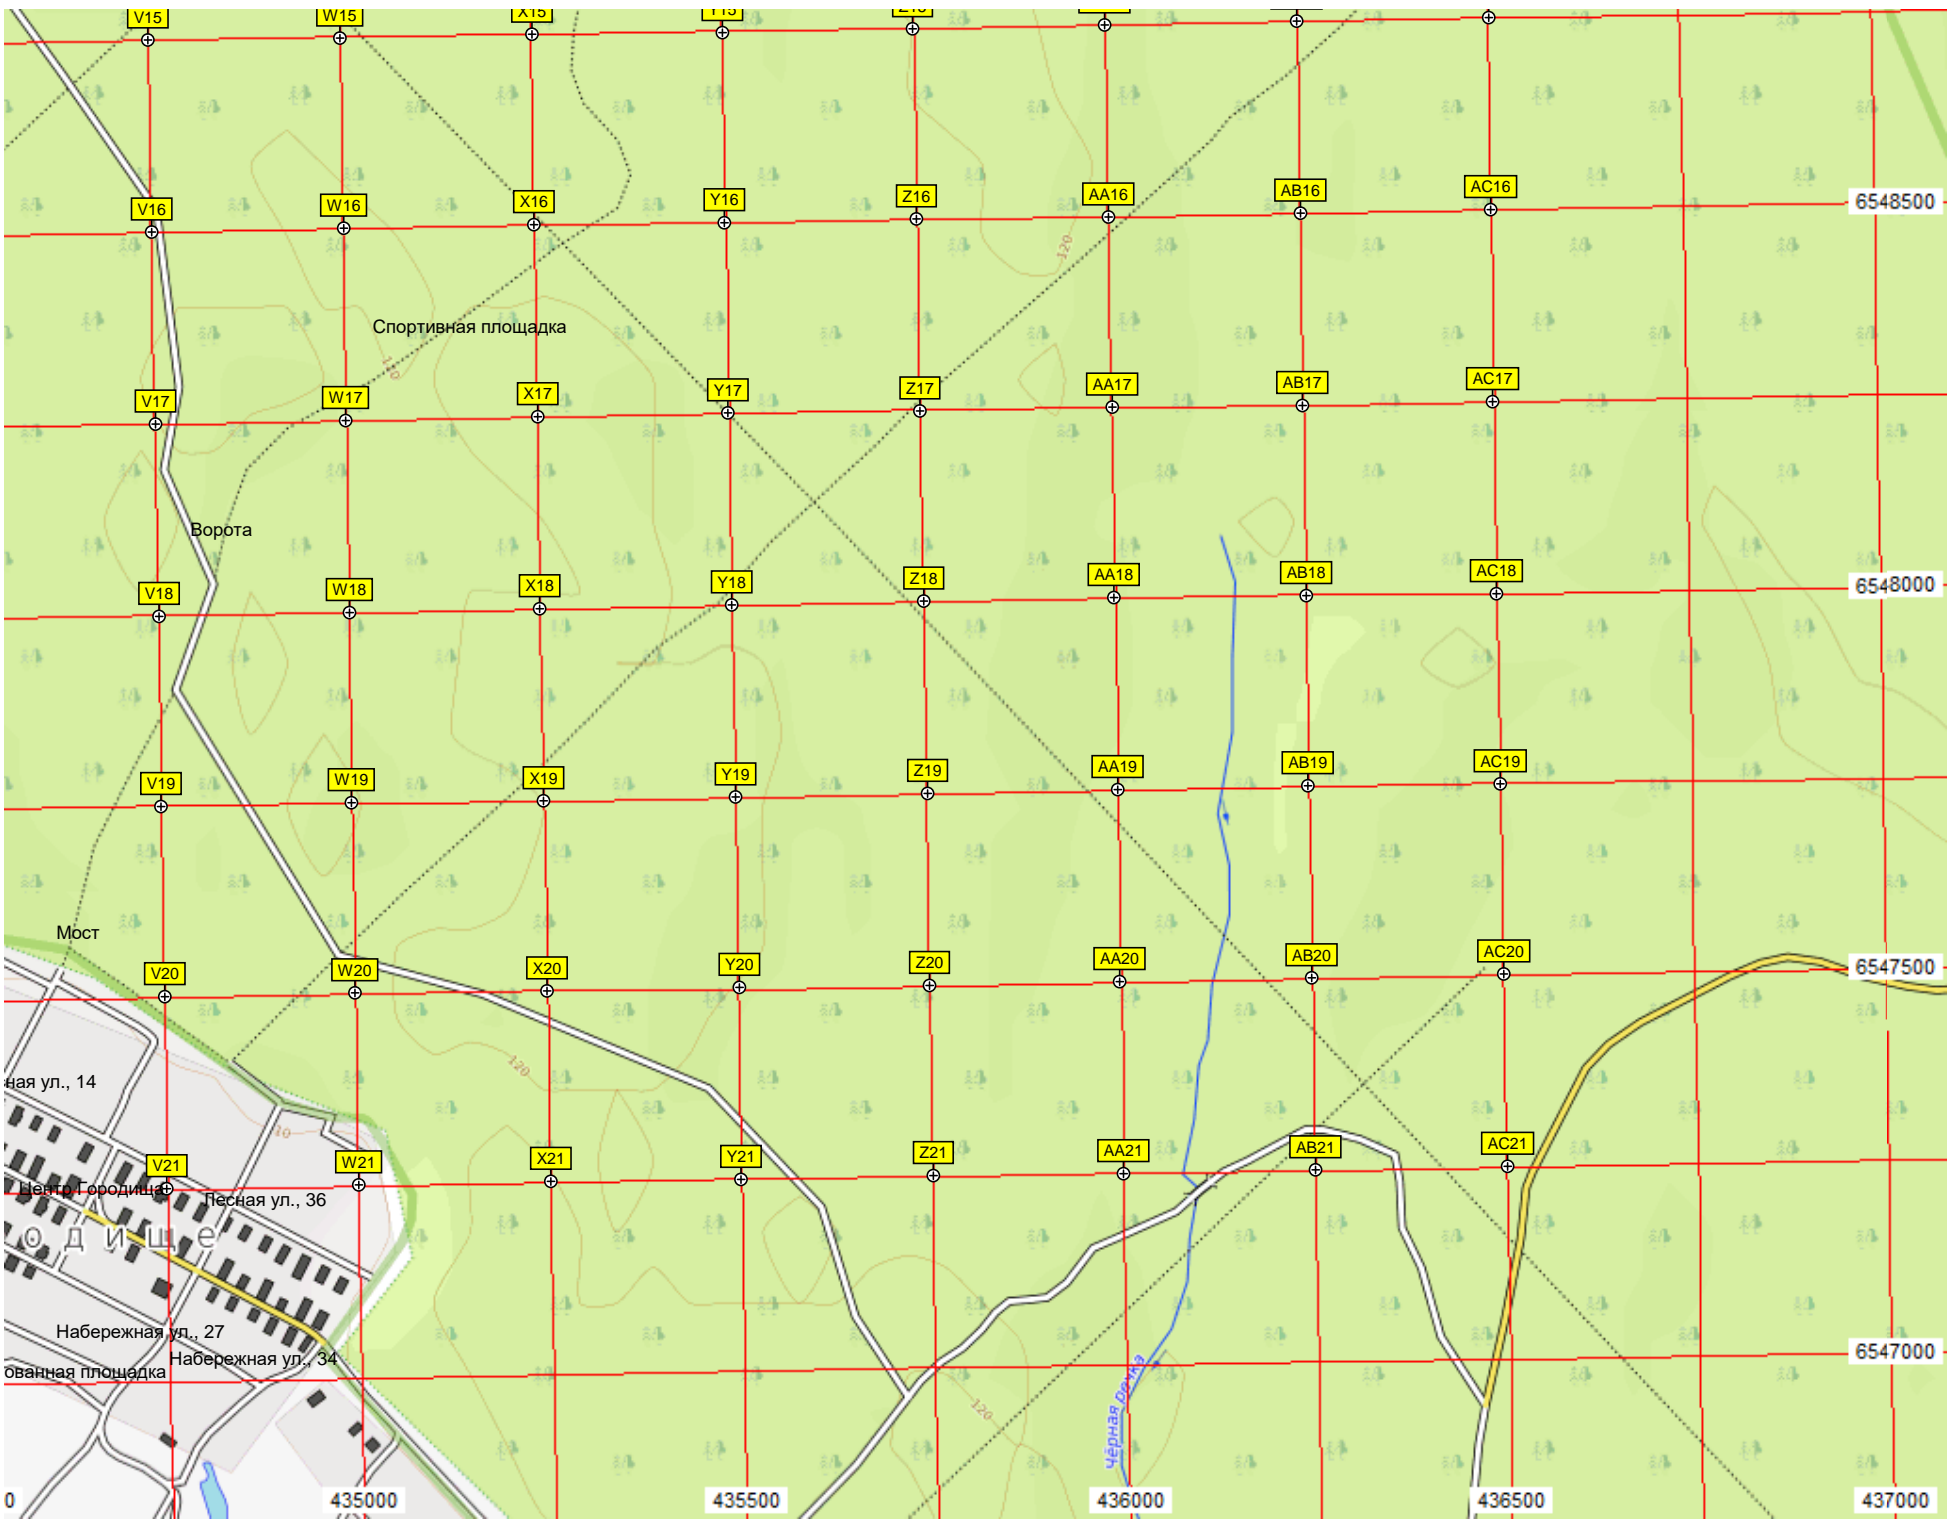 V15 W15 X15 Y15
V16 W16 X16 Y16 Z16 AA16 AB16 AC16
6548500
120
Спортивная площадка
V17 W17 X17 Y17 Z17 AA17 AB17 AC17
Ворота
V18 W18 X18 Y18 Z18 AA18 AB18 AC18
6548000
V19 W19 X19 Y19 Z19 AA19 AB19 AC19
Мост
V20 W20 X20 Y20 Z20 AA20 AB20 AC20
6547500
120
ная ул., 14
V21 W21 X21 Y21 Z21 AA21 AB21 AC21
Центр Городища
Лесная ул., 36
одище
Набережная ул., 27
Набережная ул., 34
ованная площадка
6547000
120
Чёрная речка
0 435000 435500 436000 436500 437000